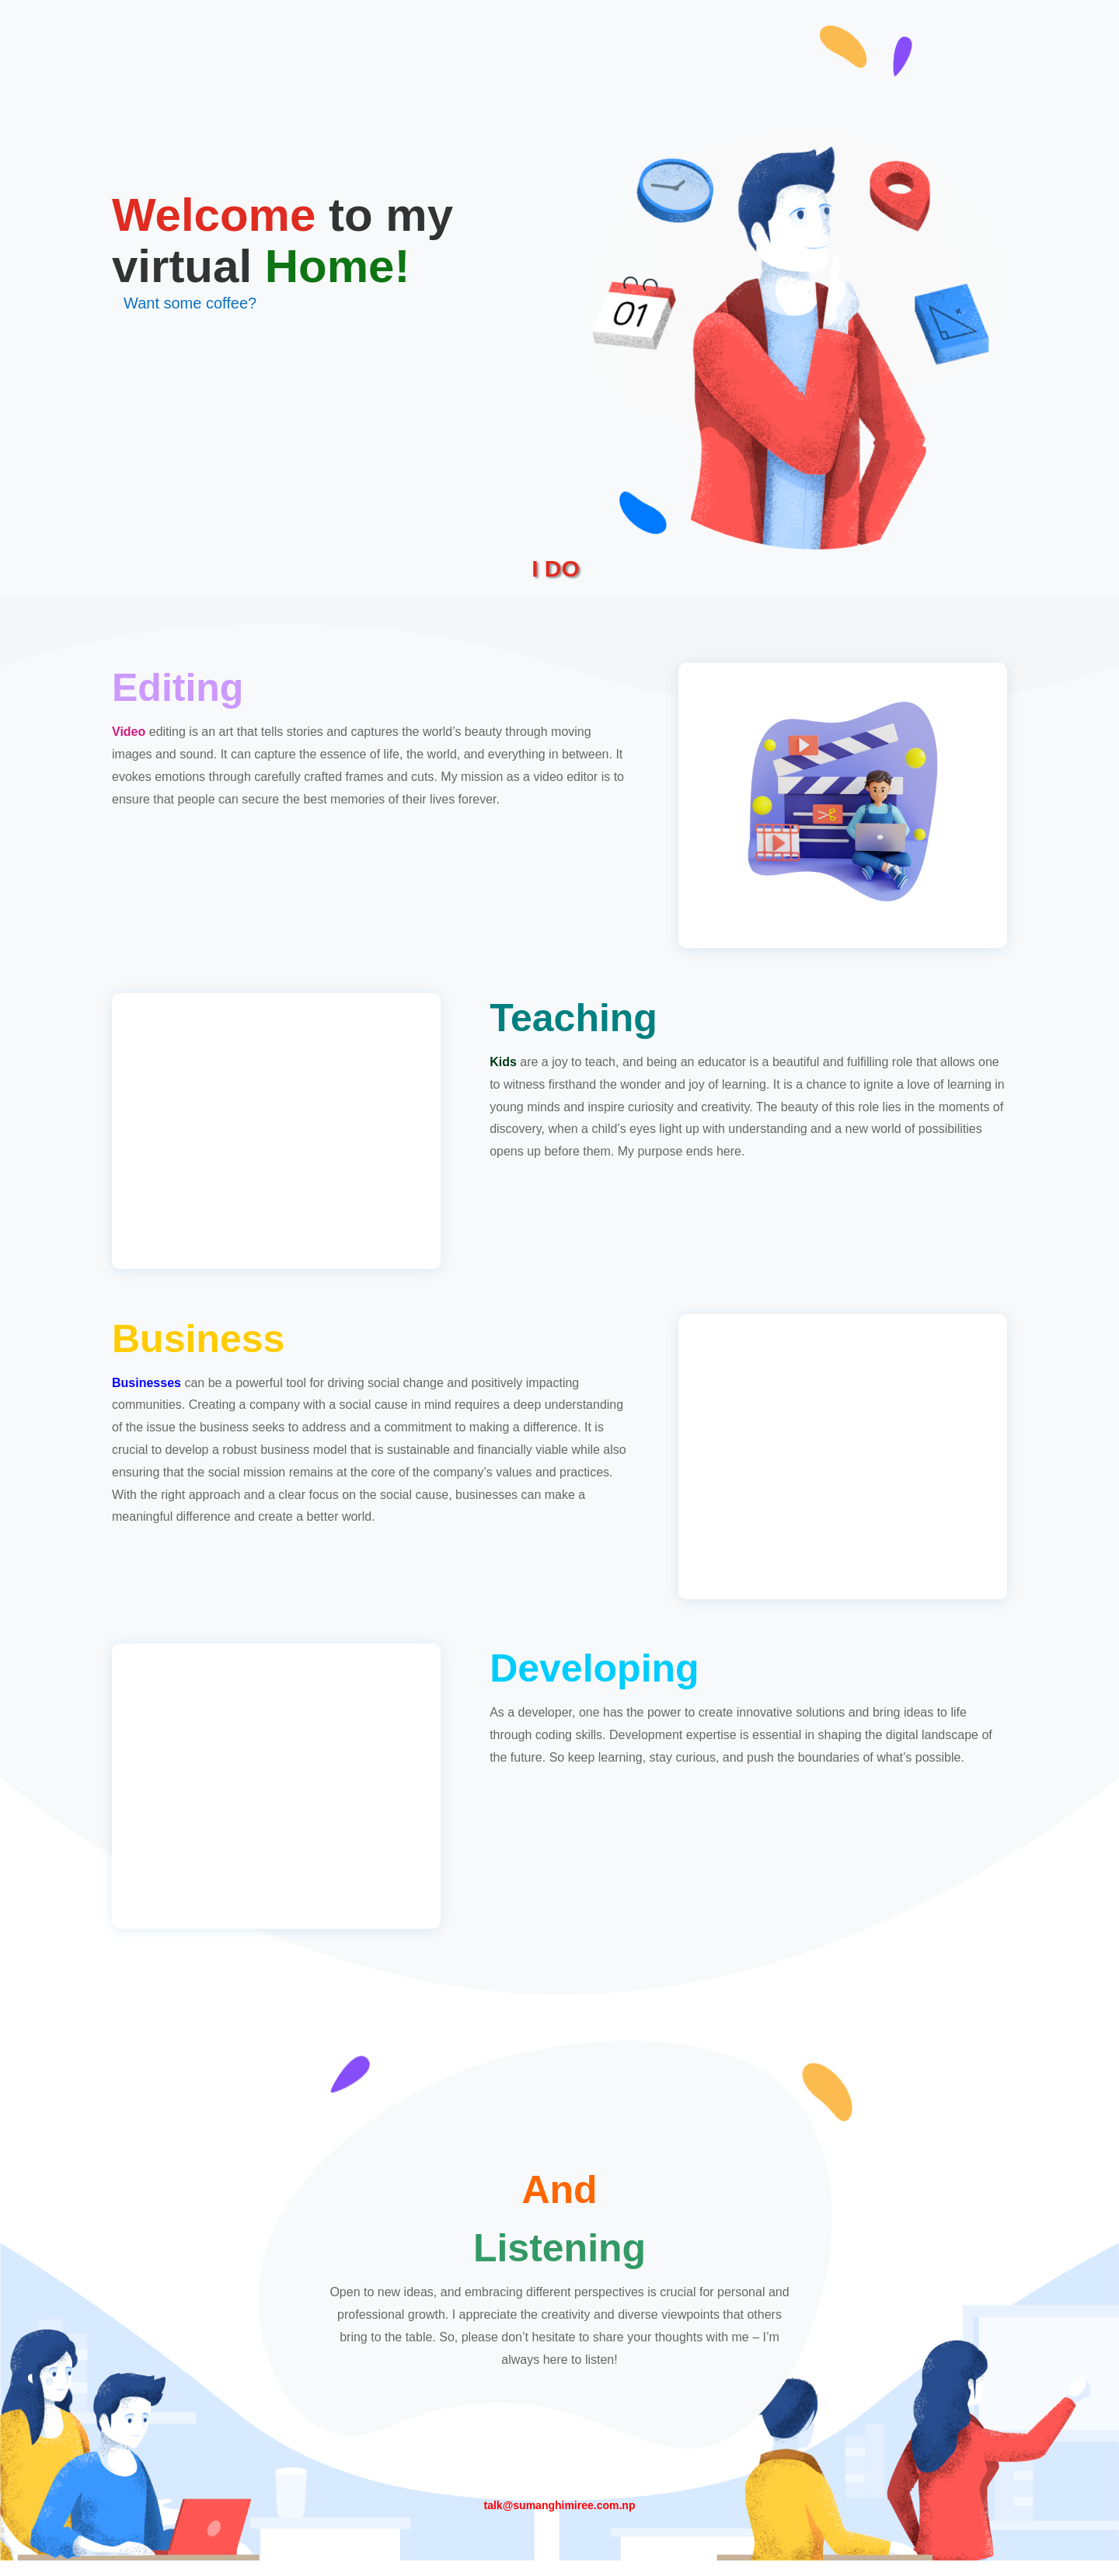 Welcome to my
virtual Home!
Want some coffee?
01
I DO
Editing
Video editing is an art that tells stories and captures the world’s beauty through moving
images and sound. It can capture the essence of life, the world, and everything in between. It
evokes emotions through carefully crafted frames and cuts. My mission as a video editor is to
ensure that people can secure the best memories of their lives forever.
Teaching
Kids are a joy to teach, and being an educator is a beautiful and fulfilling role that allows one
to witness firsthand the wonder and joy of learning. It is a chance to ignite a love of learning in
young minds and inspire curiosity and creativity. The beauty of this role lies in the moments of
discovery, when a child’s eyes light up with understanding and a new world of possibilities
opens up before them. My purpose ends here.
Business
Businesses can be a powerful tool for driving social change and positively impacting
communities. Creating a company with a social cause in mind requires a deep understanding
of the issue the business seeks to address and a commitment to making a difference. It is
crucial to develop a robust business model that is sustainable and financially viable while also
ensuring that the social mission remains at the core of the company’s values and practices.
With the right approach and a clear focus on the social cause, businesses can make a
meaningful difference and create a better world.
Developing
As a developer, one has the power to create innovative solutions and bring ideas to life
through coding skills. Development expertise is essential in shaping the digital landscape of
the future. So keep learning, stay curious, and push the boundaries of what’s possible.
And
Listening
Open to new ideas, and embracing different perspectives is crucial for personal and
professional growth. I appreciate the creativity and diverse viewpoints that others
bring to the table. So, please don’t hesitate to share your thoughts with me – I’m
always here to listen!
talk@sumanghimiree.com.np